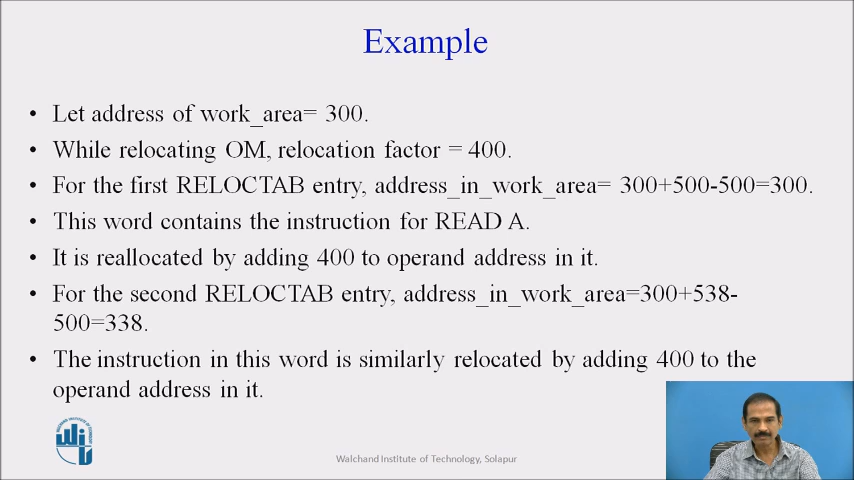 Example
• Let address of work_area= 300.
• While relocating OM, relocation factor = 400.
• For the first RELOCTAB entry, address_in_work_area= 300+500-500=300.
• This word contains the instruction for READ A.
• It is reallocated by adding 400 to operand address in it.
• For the second RELOCTAB entry, address_in_work_area=300+538-
500=338.
• The instruction in this word is similarly relocated by adding 400 to the
operand address in it.
Walchand Institute of Technology, Solapur